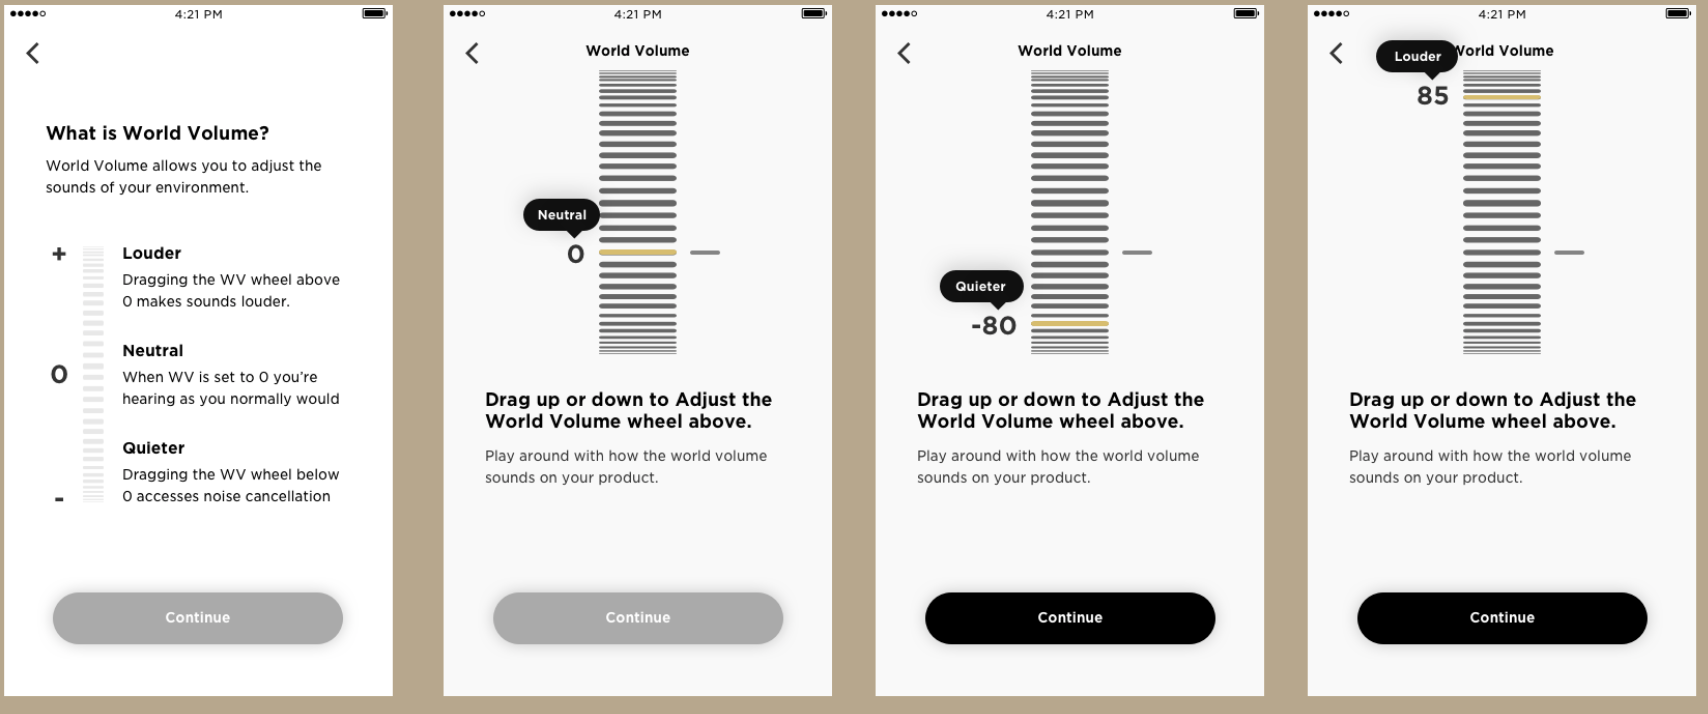 4:21 PM
What is World Volume?
World Volume allows you to adjust the
sounds of your environment.
+
Louder
Dragging the WV wheel above
0 makes sounds louder.
0
Neutral
When WV is set to 0 you’re
hearing as you normally would
-
Quieter
Dragging the WV wheel below
0 accesses noise cancellation
Continue
4:21 PM
World Volume
Neutral
0
Drag up or down to Adjust the
World Volume wheel above.
Play around with how the world volume
sounds on your product.
Continue
4:21 PM
World Volume
Quieter
-80
Drag up or down to Adjust the
World Volume wheel above.
Play around with how the world volume
sounds on your product.
Continue
4:21 PM
World Volume
Louder
85
Drag up or down to Adjust the
World Volume wheel above.
Play around with how the world volume
sounds on your product.
Continue